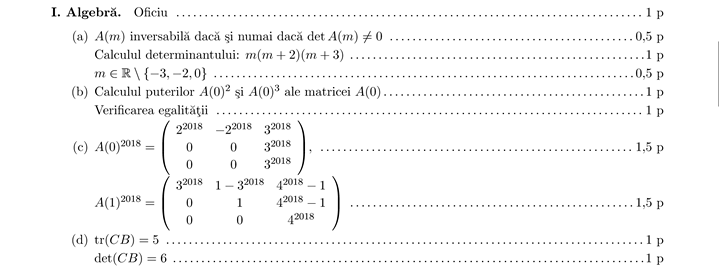 I. Algebră. Oficiu ........ 1 p
(a) A(m) inversabilă dacă şi numai dacă det A(m) ≠ 0 ........ 0,5 p
Calculul determinantului: m(m + 2)(m + 3) ........ 1 p
m ∈ ℝ \ {−3, −2, 0} ........ 0,5 p
(b) Calculul puterilor A(0)² şi A(0)³ ale matricei A(0) ........ 1 p
Verificarea egalităţii ........ 1 p
(c) A(0)^2018 = ( 2^2018 −2^2018 3^2018
0 0 3^2018
0 0 3^2018 ), ........ 1,5 p
A(1)^2018 = ( 3^2018 1 − 3^2018 4^2018 − 1
0 1 4^2018 − 1
0 0 4^2018 ) ........ 1,5 p
(d) tr(CB) = 5 ........ 1 p
det(CB) = 6 ........ 1 p